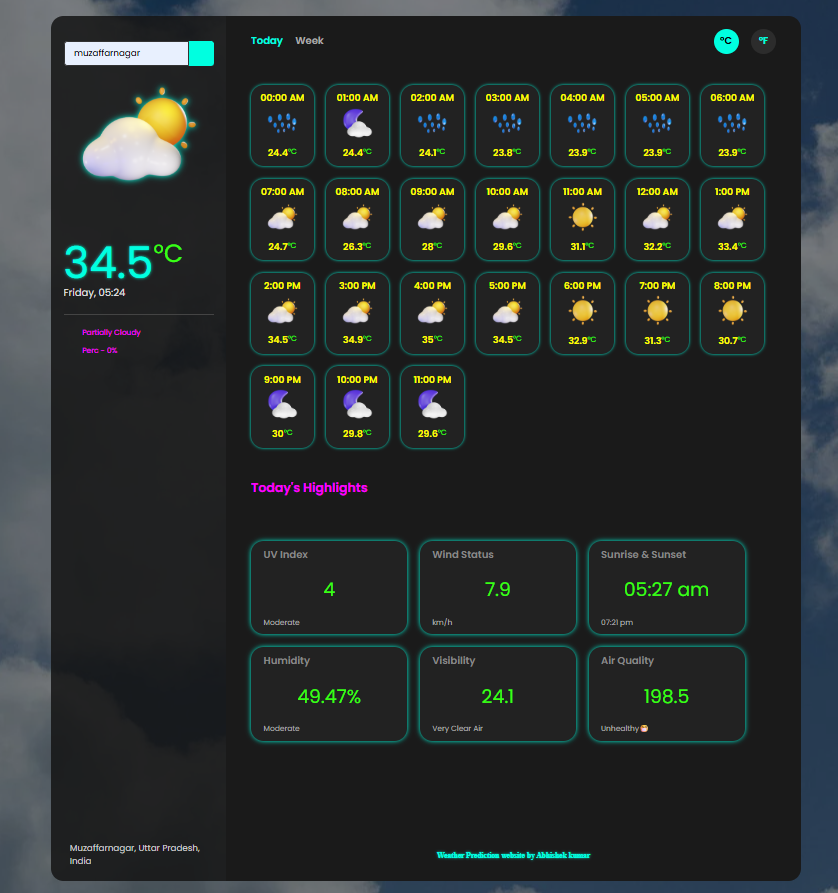 muzaffarnagar
34.5°C
Friday, 05:24
Partially Cloudy
Perc - 0%
Muzaffarnagar, Uttar Pradesh,
India
Today Week
°C °F
00:00 AM 01:00 AM 02:00 AM 03:00 AM 04:00 AM 05:00 AM 06:00 AM
24.4°C 24.4°C 24.1°C 23.8°C 23.9°C 23.9°C 23.9°C
07:00 AM 08:00 AM 09:00 AM 10:00 AM 11:00 AM 12:00 AM 1:00 PM
24.7°C 26.3°C 28°C 29.6°C 31.1°C 32.2°C 33.4°C
2:00 PM 3:00 PM 4:00 PM 5:00 PM 6:00 PM 7:00 PM 8:00 PM
34.5°C 34.9°C 35°C 34.5°C 32.9°C 31.3°C 30.7°C
9:00 PM 10:00 PM 11:00 PM
30°C 29.8°C 29.6°C
Today's Highlights
UV Index Wind Status Sunrise & Sunset
4 7.9 05:27 am
Moderate km/h 07:21 pm
Humidity Visibility Air Quality
49.47% 24.1 198.5
Moderate Very Clear Air Unhealthy
Weather Prediction website by Abhishek kumar